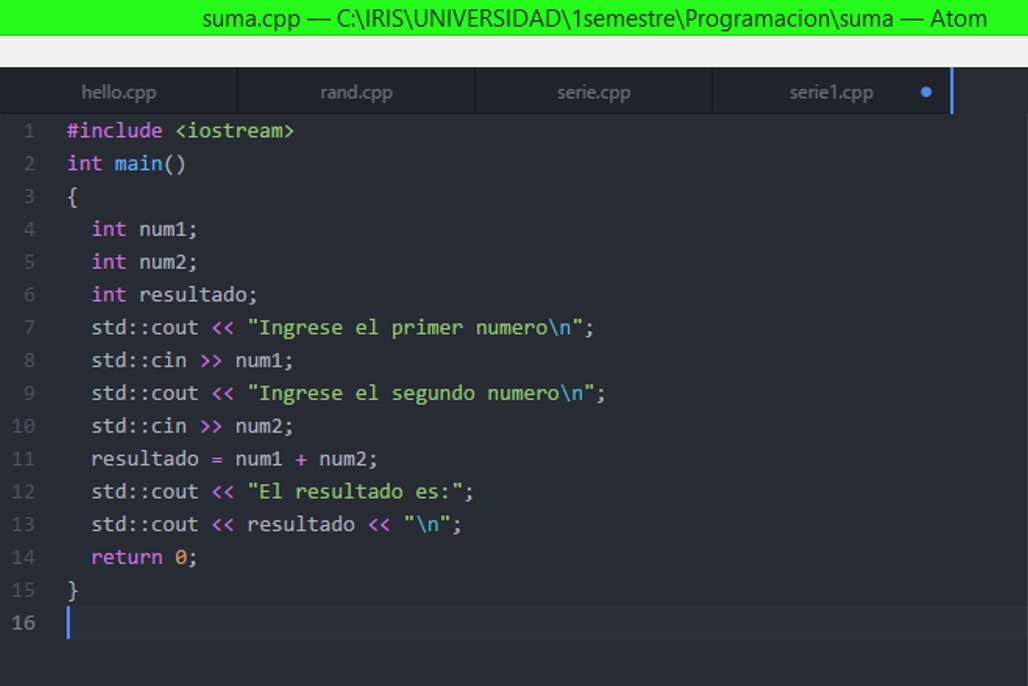 suma.cpp — C:\IRIS\UNIVERSIDAD\1semestre\Programacion\suma — Atom
hello.cpp rand.cpp serie.cpp serie1.cpp
1 #include <iostream>
2 int main()
3 {
4 int num1;
5 int num2;
6 int resultado;
7 std::cout << "Ingrese el primer numero\n";
8 std::cin >> num1;
9 std::cout << "Ingrese el segundo numero\n";
10 std::cin >> num2;
11 resultado = num1 + num2;
12 std::cout << "El resultado es:";
13 std::cout << resultado << "\n";
14 return 0;
15 }
16